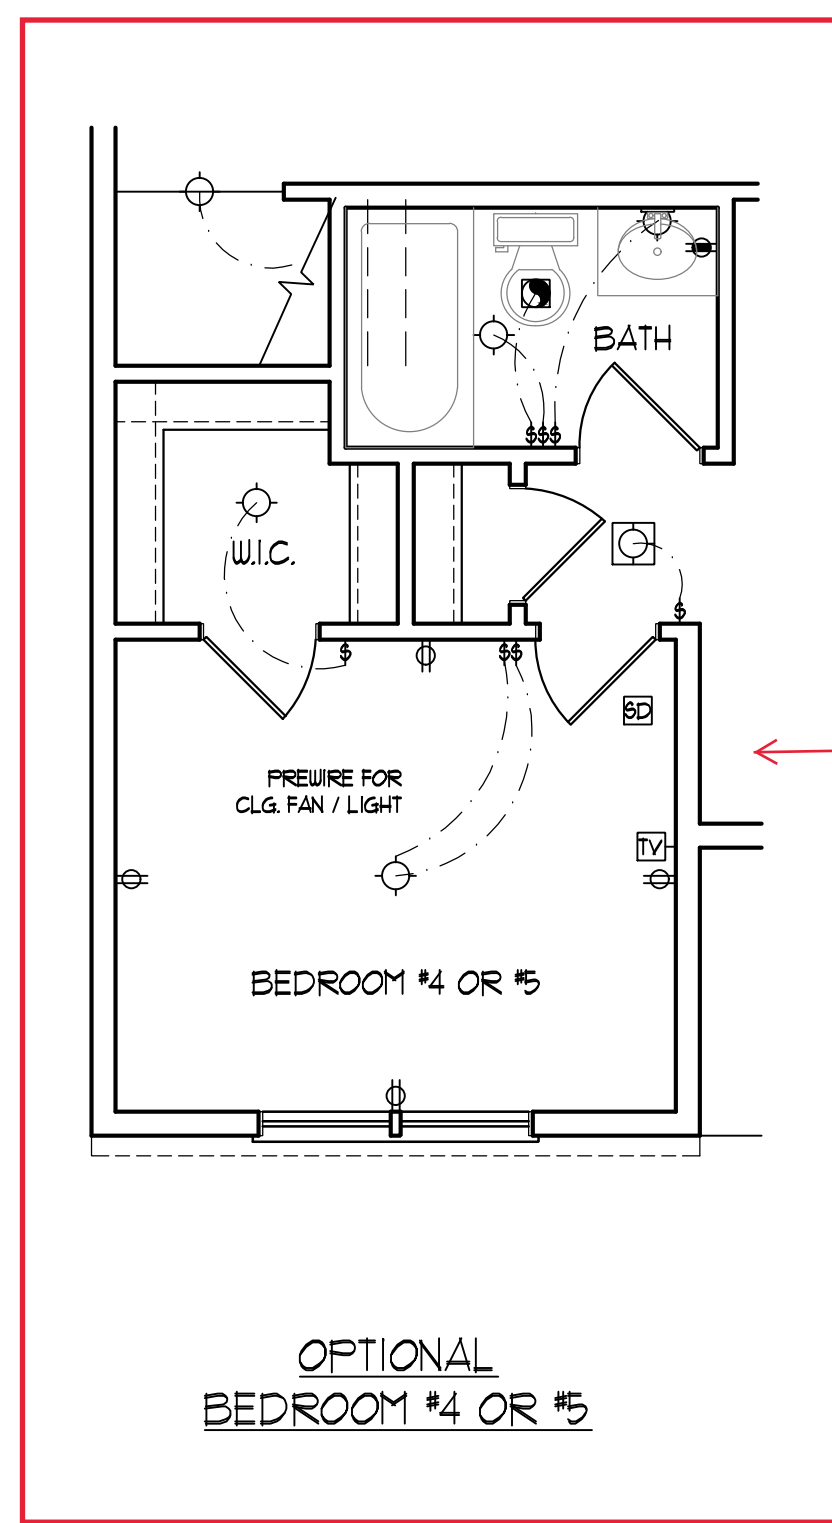 BATH
$$$
W.I.C.
$
$
$$
SD
PREWIRE FOR
CLG. FAN / LIGHT
TV
BEDROOM #4 OR #5
OPTIONAL
BEDROOM #4 OR #5